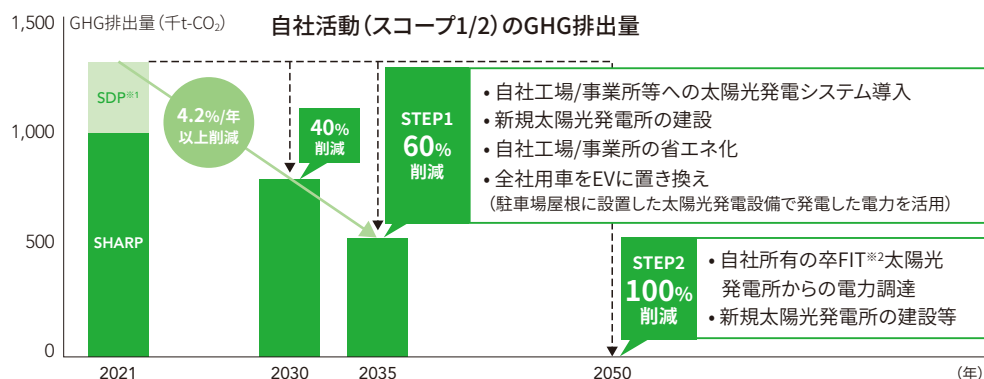 自社活動（スコープ1/2）のGHG排出量
GHG排出量（千t-CO₂）
1,500
1,000
500
0
SDP※1
SHARP
4.2%/年
以上削減
40%
削減
STEP1
60%
削減
• 自社工場/事業所等への太陽光発電システム導入
• 新規太陽光発電所の建設
• 自社工場/事業所の省エネ化
• 全社用車をEVに置き換え
（駐車場屋根に設置した太陽光発電設備で発電した電力を活用）
STEP2
100%
削減
• 自社所有の卒FIT※2太陽光
発電所からの電力調達
• 新規太陽光発電所の建設等
2021
2030
2035
2050
（年）